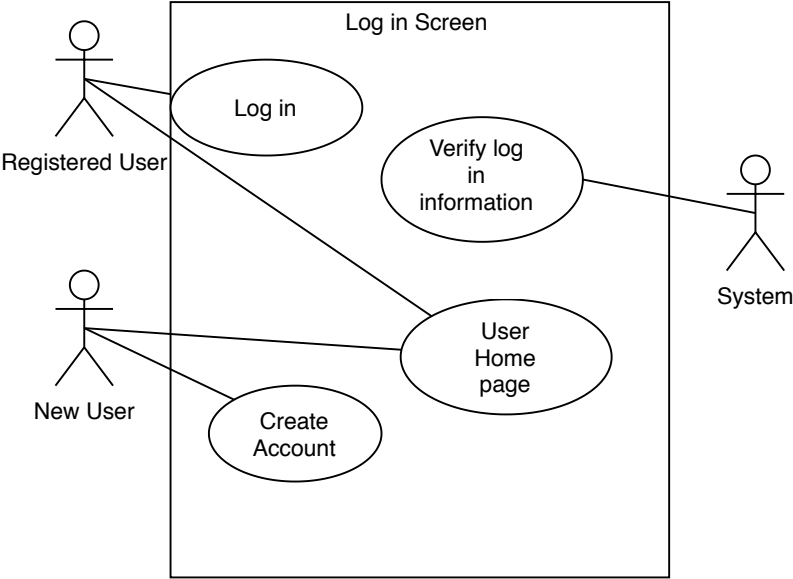 Log in Screen
Log in
Registered User
Verify log
in
information
System
User
Home
page
New User
Create
Account